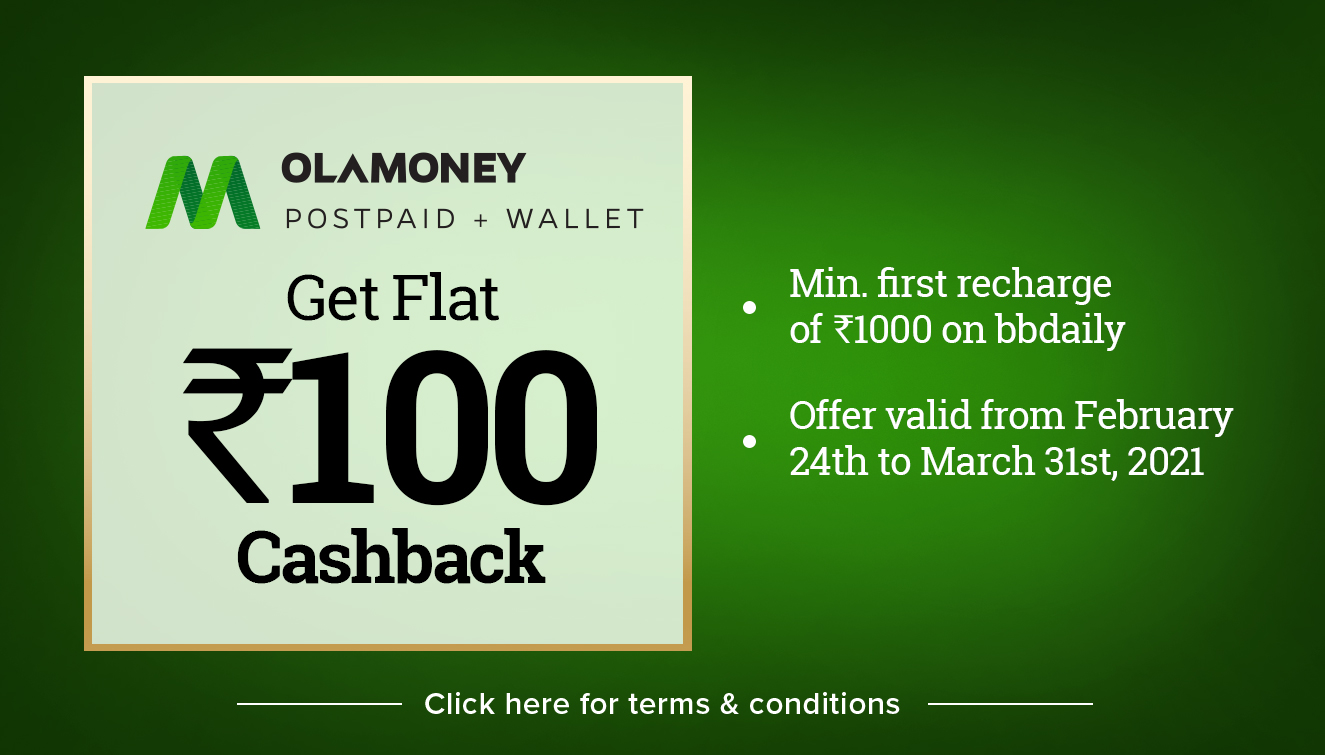 OLAMONEY
POSTPAID + WALLET
Get Flat
₹100
Cashback
• Min. first recharge
of ₹1000 on bbdaily
• Offer valid from February
24th to March 31st, 2021
Click here for terms & conditions